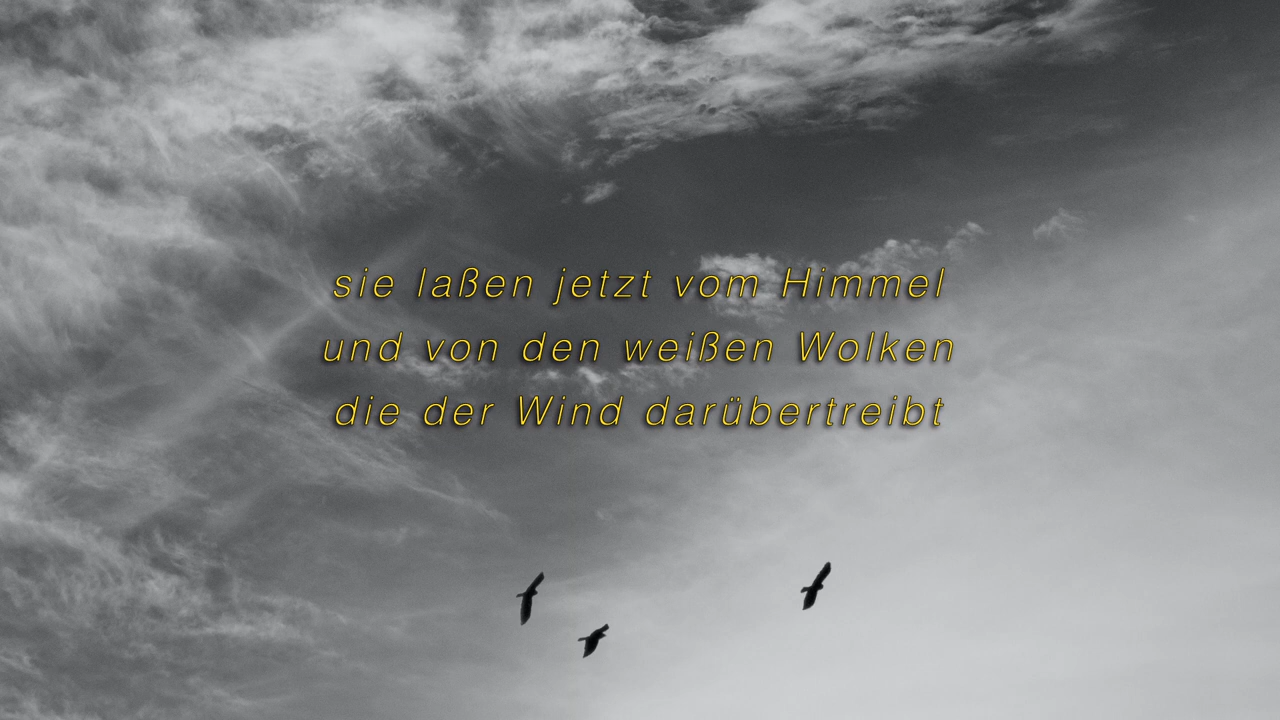 sie laßen jetzt vom Himmel
und von den weißen Wolken
die der Wind darübertreibt